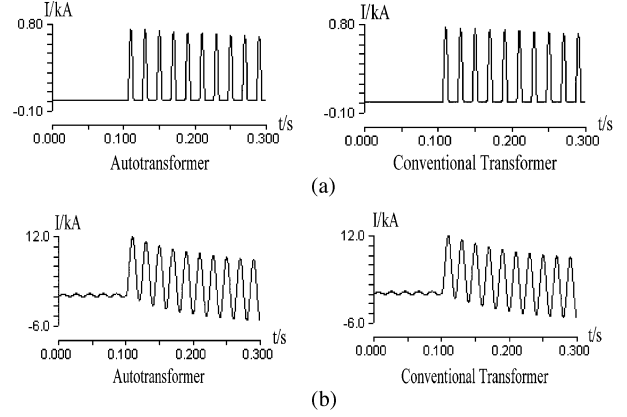 I/kA I/kA
0.80 0.80
-0.10 -0.10
t/s t/s
0.000 0.100 0.200 0.300 0.000 0.100 0.200 0.300
Autotransformer Conventional Transformer
(a)
I/kA I/kA
12.0 12.0
-6.0 -6.0
t/s t/s
0.000 0.100 0.200 0.300 0.000 0.100 0.200 0.300
Autotransformer Conventional Transformer
(b)